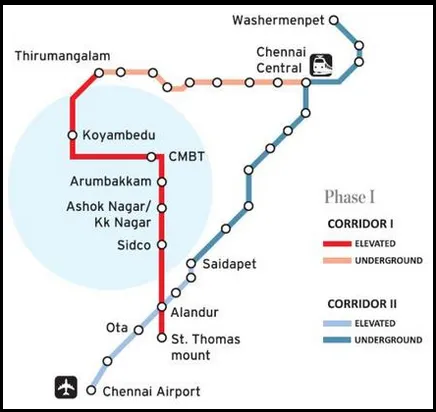 Washermenpet
Thirumangalam
Chennai
Central
Koyambedu
CMBT
Arumbakkam
Ashok Nagar/
Kk Nagar
Sidco
Saidapet
Alandur
Ota
St. Thomas
mount
Chennai Airport
Phase I
CORRIDOR I
ELEVATED
UNDERGROUND
CORRIDOR II
ELEVATED
UNDERGROUND